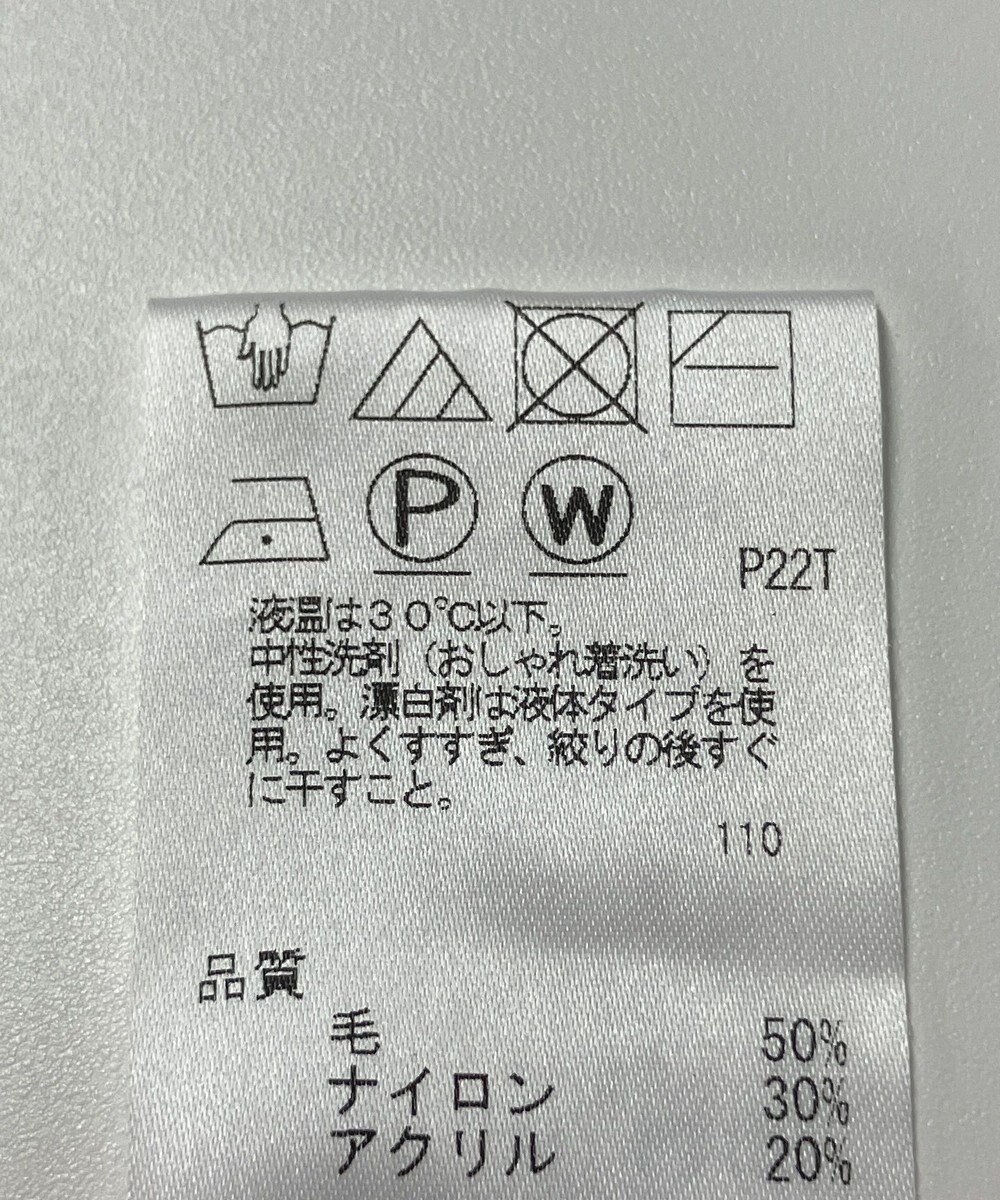 P W
P22T
液温は30℃以下。
中性洗剤（おしゃれ着洗い）を
使用。漂白剤は液体タイプを使
用。よくすすぎ、絞りの後すぐ
に干すこと。
110
品質
毛 50%
ナイロン 30%
アクリル 20%